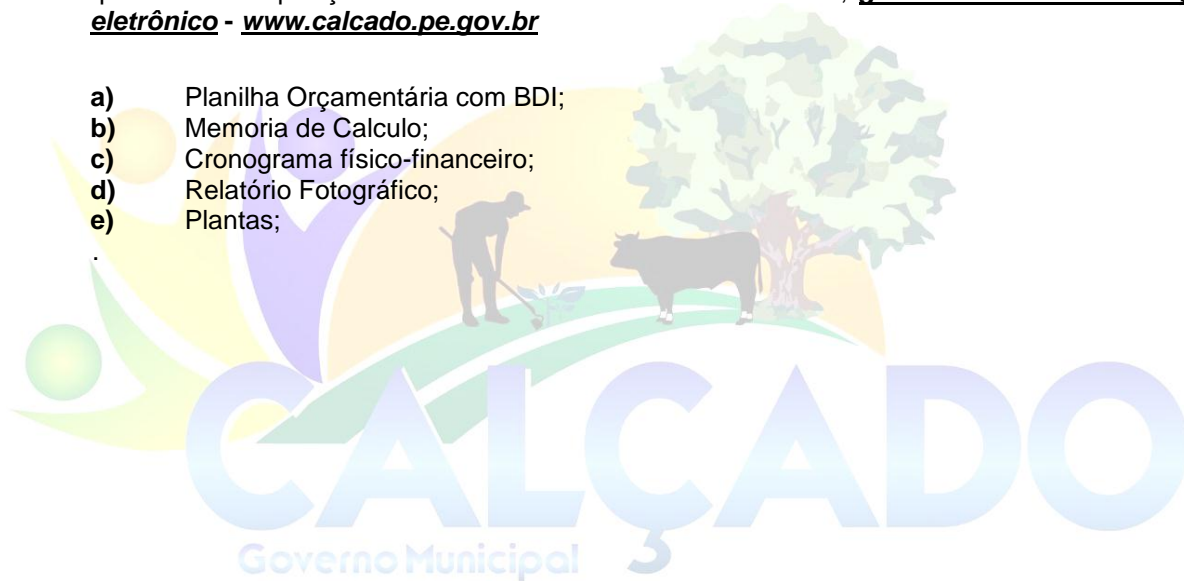 eletrônico - www.calcado.pe.gov.br
a) Planilha Orçamentária com BDI;
b) Memoria de Calculo;
c) Cronograma físico-financeiro;
d) Relatório Fotográfico;
e) Plantas;
.
CALÇADO
Governo Municipal